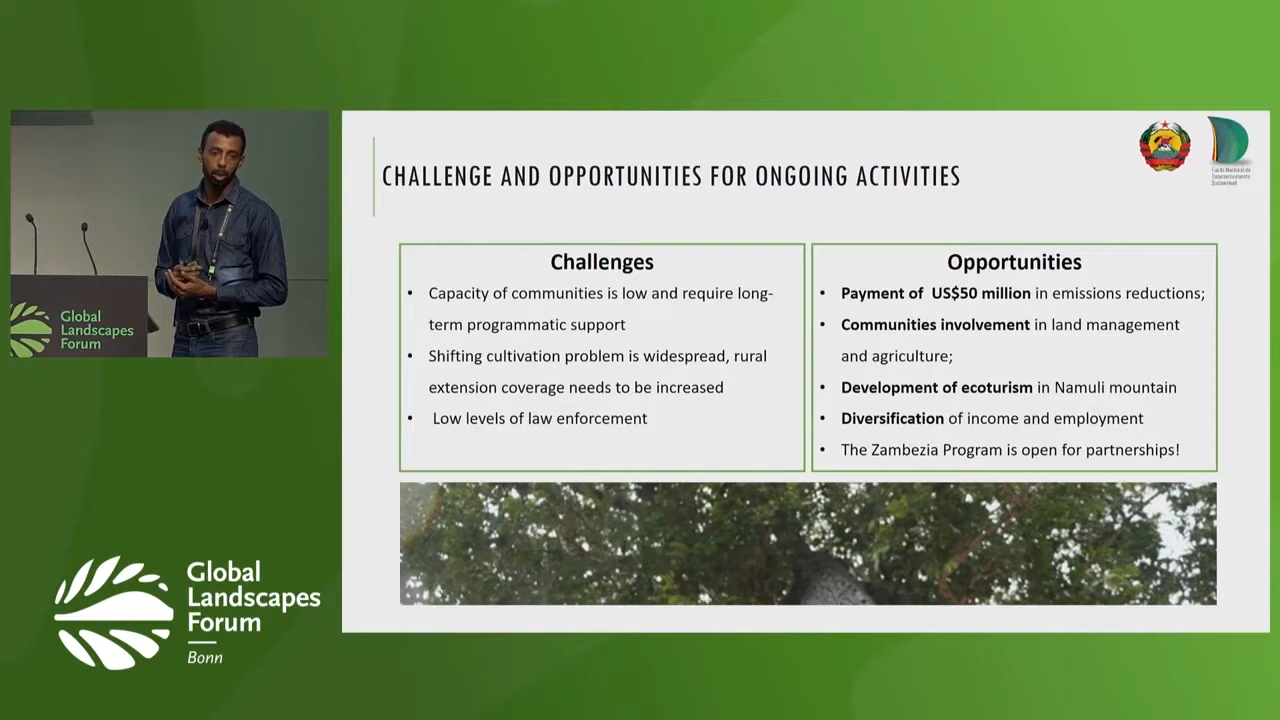 CHALLENGE AND OPPORTUNITIES FOR ONGOING ACTIVITIES
Fundo Nacional de
Desenvolvimento
Sustentável
Challenges
• Capacity of communities is low and require long-
term programmatic support
• Shifting cultivation problem is widespread, rural
extension coverage needs to be increased
• Low levels of law enforcement
Opportunities
• Payment of US$50 million in emissions reductions;
• Communities involvement in land management
and agriculture;
• Development of ecoturism in Namuli mountain
• Diversification of income and employment
• The Zambezia Program is open for partnerships!
Global
Landscapes
Forum
Global
Landscapes
Forum
Bonn